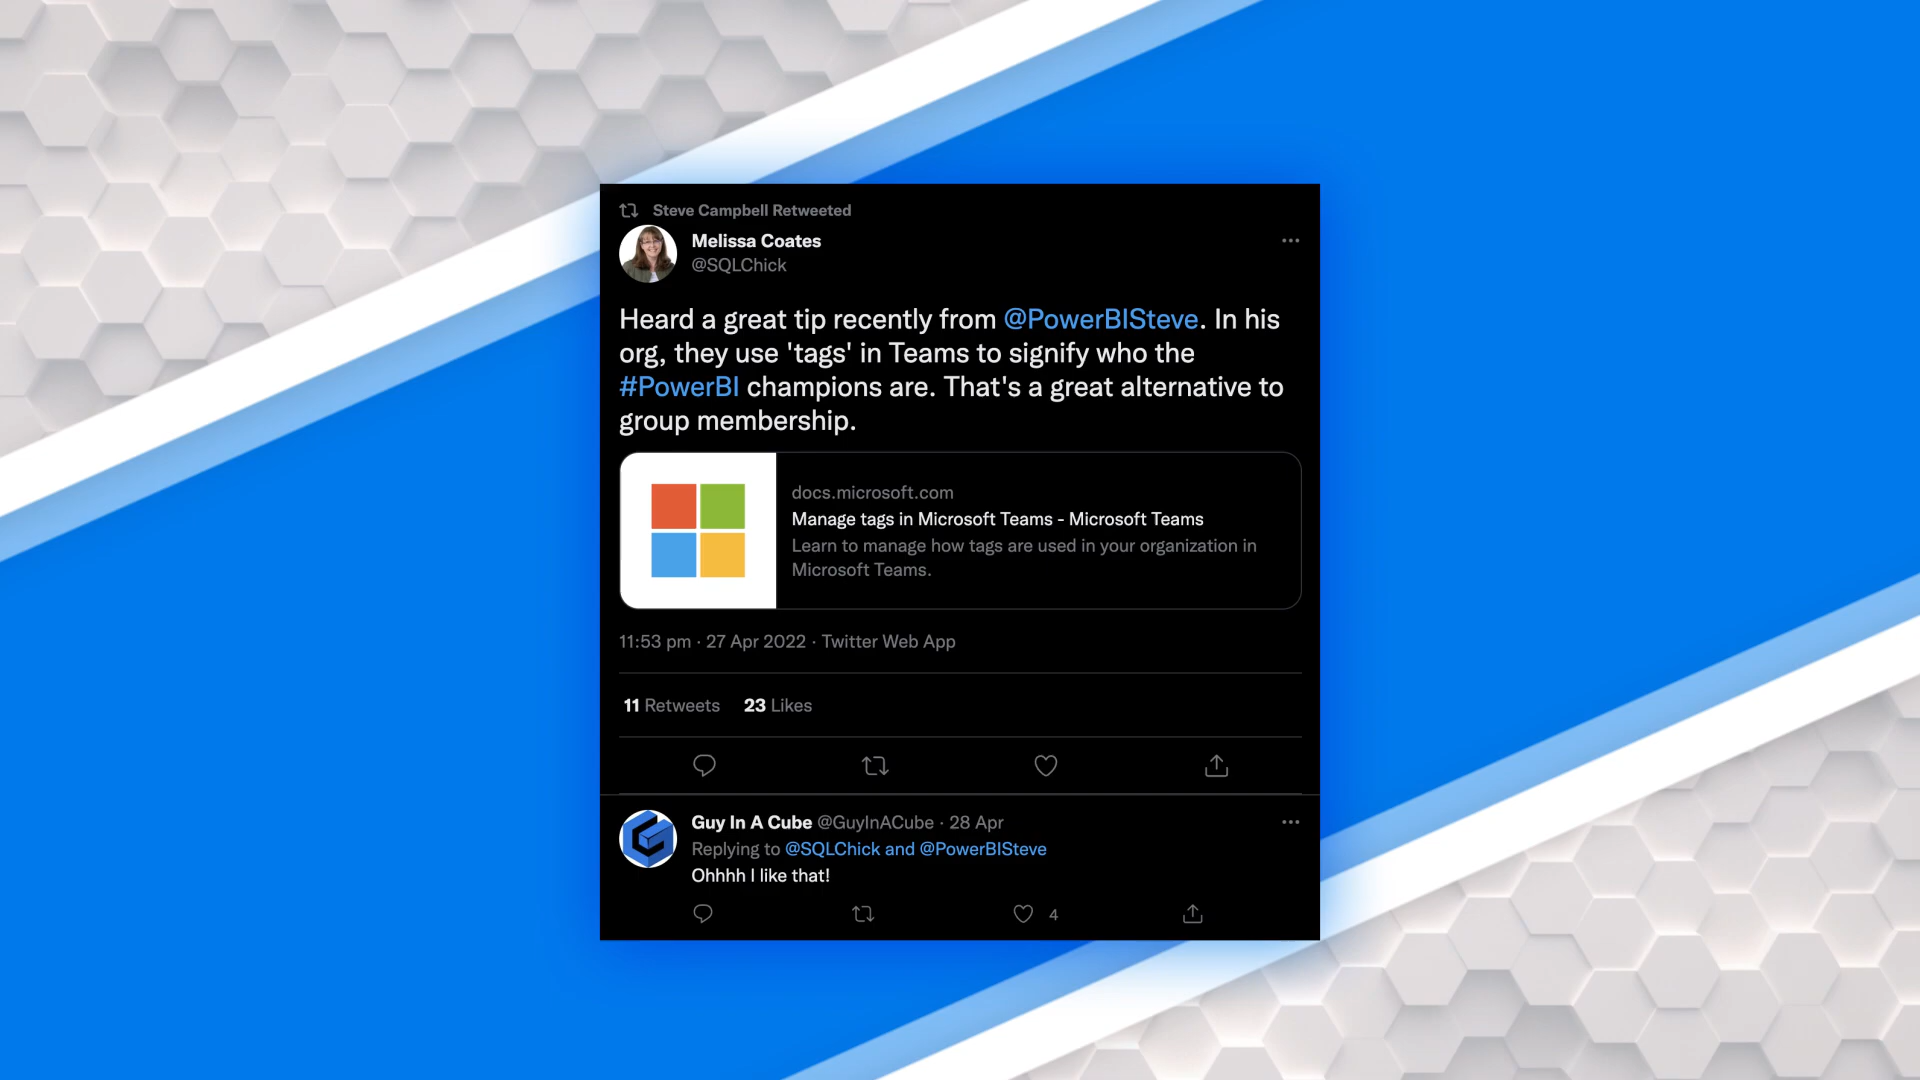 Steve Campbell Retweeted
Melissa Coates
@SQLChick
Heard a great tip recently from @PowerBISteve. In his
org, they use 'tags' in Teams to signify who the
#PowerBI champions are. That's a great alternative to
group membership.
docs.microsoft.com
Manage tags in Microsoft Teams - Microsoft Teams
Learn to manage how tags are used in your organization in
Microsoft Teams.
11:53 pm · 27 Apr 2022 · Twitter Web App
11 Retweets 23 Likes
Guy In A Cube @GuyInACube · 28 Apr
Replying to @SQLChick and @PowerBISteve
Ohhhh I like that!
4